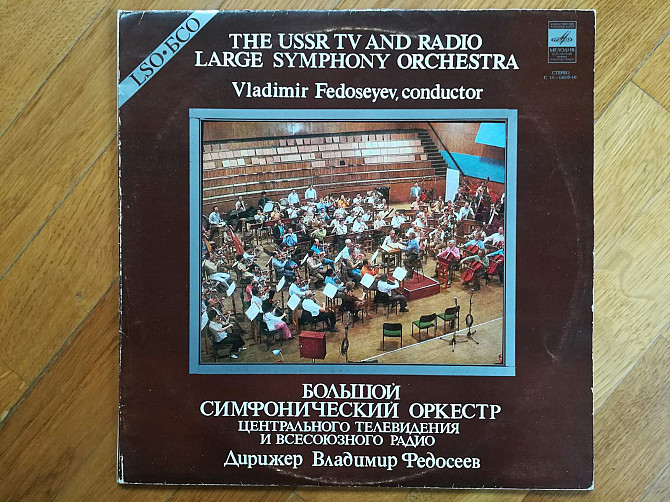 LSO·БСО
THE USSR TV AND RADIO
LARGE SYMPHONY ORCHESTRA
Vladimir Fedoseyev, conductor
МЕЛОДИЯ
СТЕРЕО
БОЛЬШОЙ
СИМФОНИЧЕСКИЙ ОРКЕСТР
ЦЕНТРАЛЬНОГО ТЕЛЕВИДЕНИЯ
И ВСЕСОЮЗНОГО РАДИО
Дирижер Владимир Федосеев